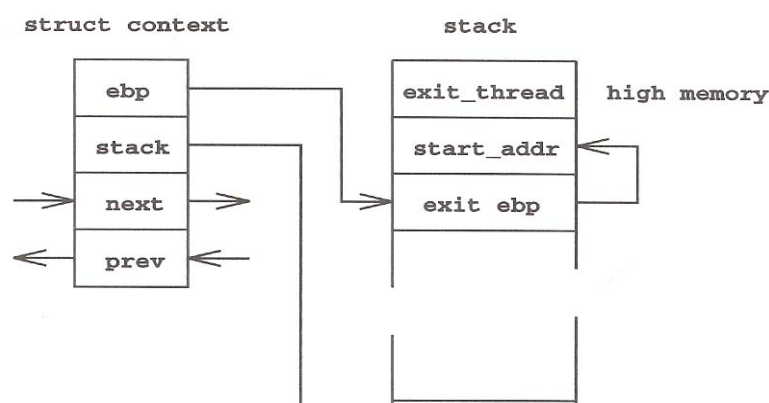 struct context
stack
ebp
exit_thread
high memory
stack
start_addr
next
exit ebp
prev